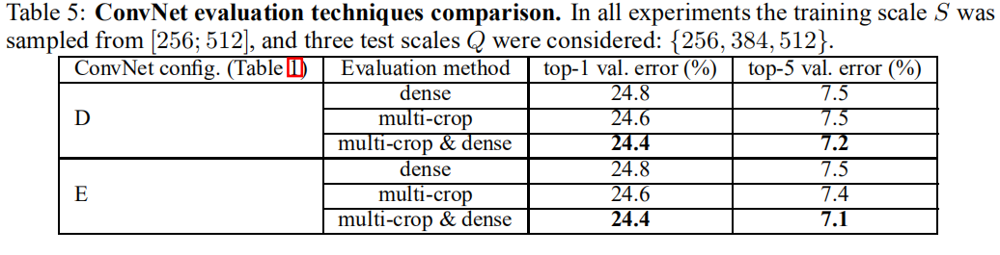 Table 5: ConvNet evaluation techniques comparison. In all experiments the training scale S was
sampled from [256; 512], and three test scales Q were considered: {256, 384, 512}.
ConvNet config. (Table 1) Evaluation method top-1 val. error (%) top-5 val. error (%)
D
dense 24.8 7.5
multi-crop 24.6 7.5
multi-crop & dense 24.4 7.2
E
dense 24.8 7.5
multi-crop 24.6 7.4
multi-crop & dense 24.4 7.1